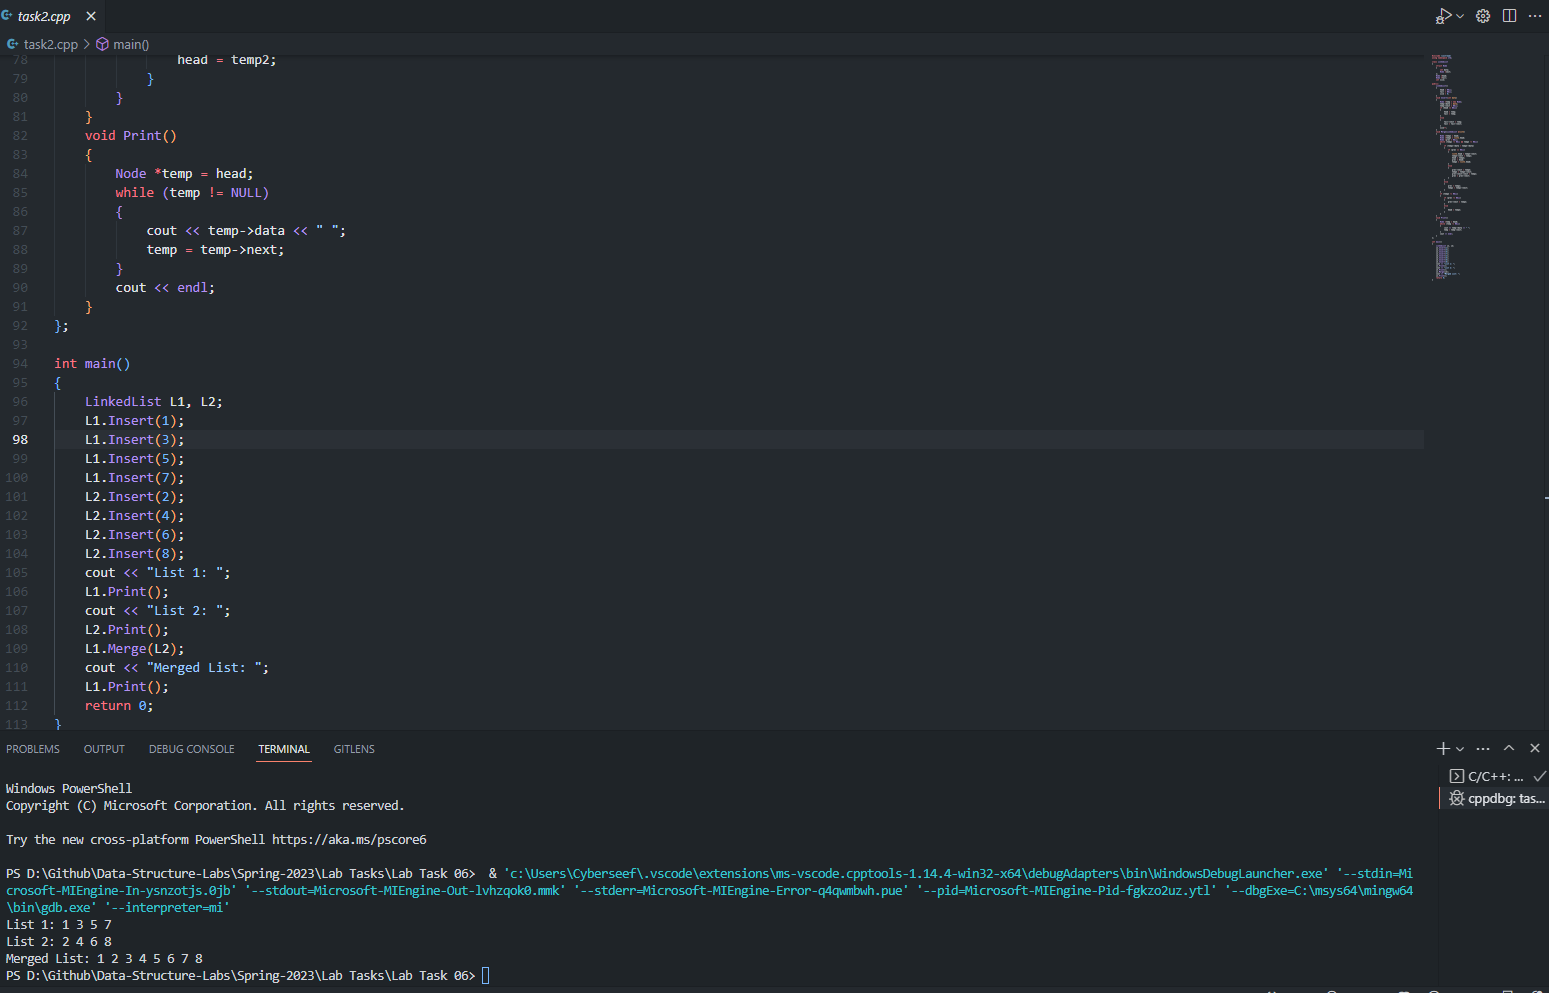 task2.cpp
task2.cpp > main()
78 head = temp2;
79 }
80 }
81 }
82 void Print()
83 {
84 Node *temp = head;
85 while (temp != NULL)
86 {
87 cout << temp->data << " ";
88 temp = temp->next;
89 }
90 cout << endl;
91 }
92 };
93
94 int main()
95 {
96 LinkedList L1, L2;
97 L1.Insert(1);
98 L1.Insert(3);
99 L1.Insert(5);
100 L1.Insert(7);
101 L2.Insert(2);
102 L2.Insert(4);
103 L2.Insert(6);
104 L2.Insert(8);
105 cout << "List 1: ";
106 L1.Print();
107 cout << "List 2: ";
108 L2.Print();
109 L1.Merge(L2);
110 cout << "Merged List: ";
111 L1.Print();
112 return 0;
113 }
PROBLEMS OUTPUT DEBUG CONSOLE TERMINAL GITLENS
C/C++: ...
cppdbg: tas...
Windows PowerShell
Copyright (C) Microsoft Corporation. All rights reserved.
Try the new cross-platform PowerShell https://aka.ms/pscore6
PS D:\Github\Data-Structure-Labs\Spring-2023\Lab Tasks\Lab Task 06> & 'c:\Users\Cyberseef\.vscode\extensions\ms-vscode.cpptools-1.14.4-win32-x64\debugAdapters\bin\WindowsDebugLauncher.exe' '--stdin=Mi
crosoft-MIEngine-In-ysnzotjs.0jb' '--stdout=Microsoft-MIEngine-Out-lvhzqok0.mmk' '--stderr=Microsoft-MIEngine-Error-q4qwmbwh.pue' '--pid=Microsoft-MIEngine-Pid-fgkzo2uz.ytl' '--dbgExe=C:\msys64\mingw64
\bin\gdb.exe' '--interpreter=mi'
List 1: 1 3 5 7
List 2: 2 4 6 8
Merged List: 1 2 3 4 5 6 7 8
PS D:\Github\Data-Structure-Labs\Spring-2023\Lab Tasks\Lab Task 06>